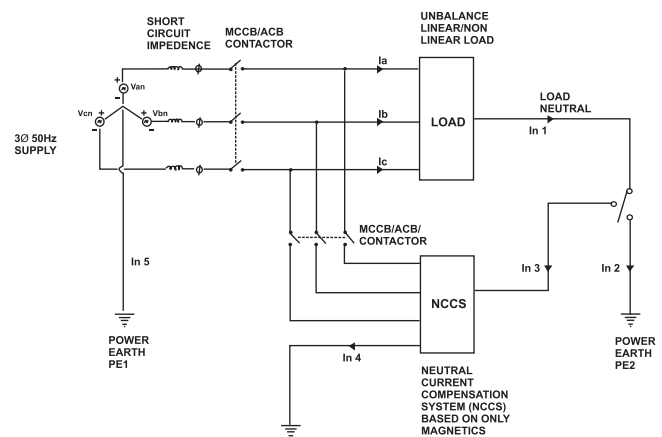 SHORT
CIRCUIT
IMPEDENCE
MCCB/ACB
CONTACTOR
UNBALANCE
LINEAR/NON
LINEAR LOAD
Ia
+
Van
-
Vcn
+
-
+
Vbn
-
3Ø 50Hz
SUPPLY
Ib
LOAD
LOAD
NEUTRAL
In 1
Ic
MCCB/ACB/
CONTACTOR
In 5
In 3
In 2
NCCS
In 4
POWER
EARTH
PE1
POWER
EARTH
PE2
NEUTRAL
CURRENT
COMPENSATION
SYSTEM (NCCS)
BASED ON ONLY
MAGNETICS